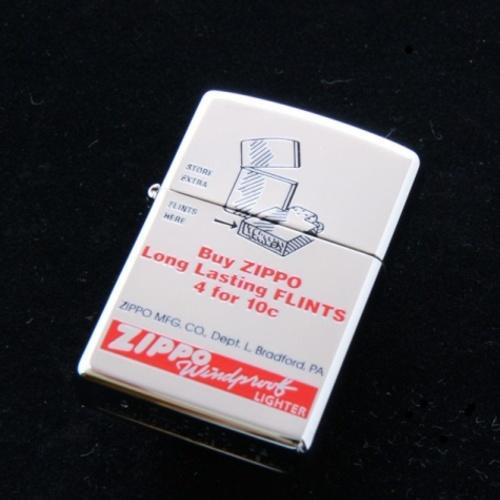 STORE
EXTRA
FLINTS
HERE
Buy ZIPPO
Long Lasting FLINTS
4 for 10c
ZIPPO MFG. CO., Dept. L. Bradford, PA
ZIPPO
Windproof
LIGHTER